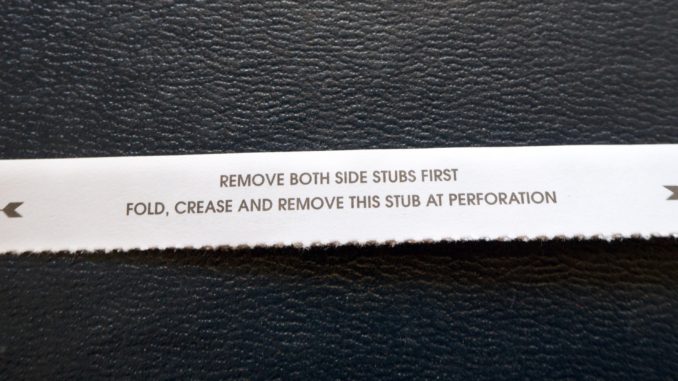 REMOVE BOTH SIDE STUBS FIRST
FOLD, CREASE AND REMOVE THIS STUB AT PERFORATION